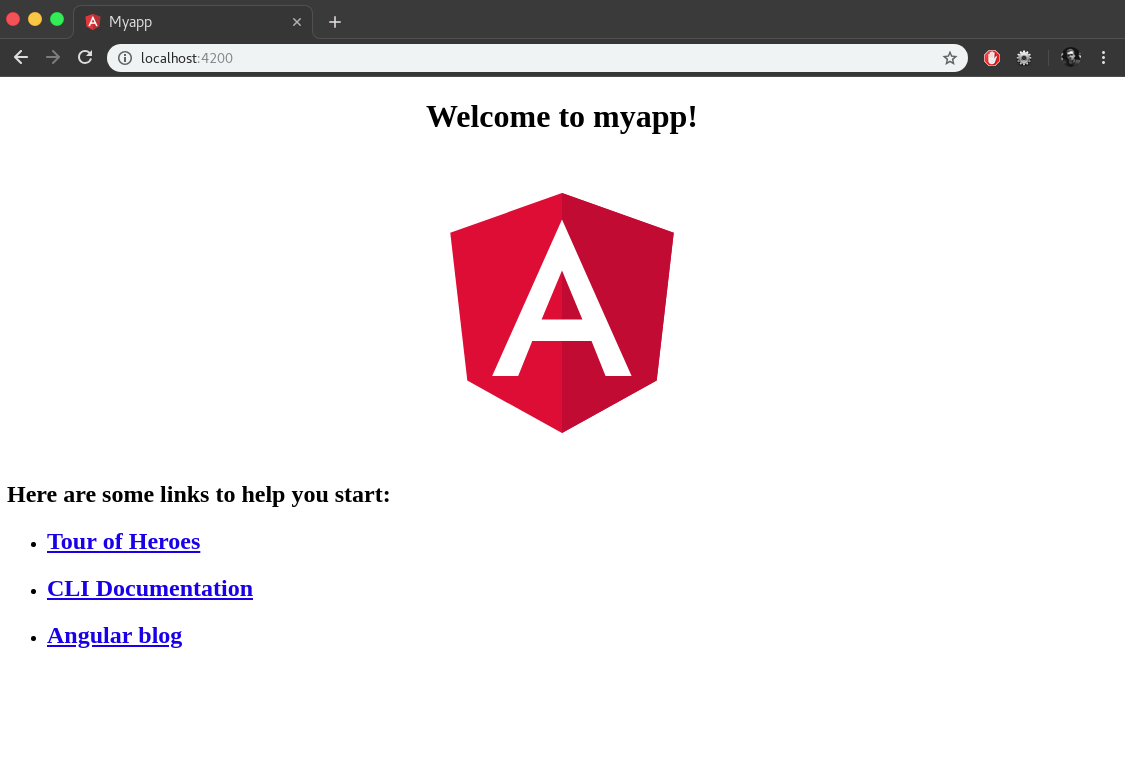 Myapp
localhost:4200
Welcome to myapp!
A
Here are some links to help you start:
Tour of Heroes
CLI Documentation
Angular blog